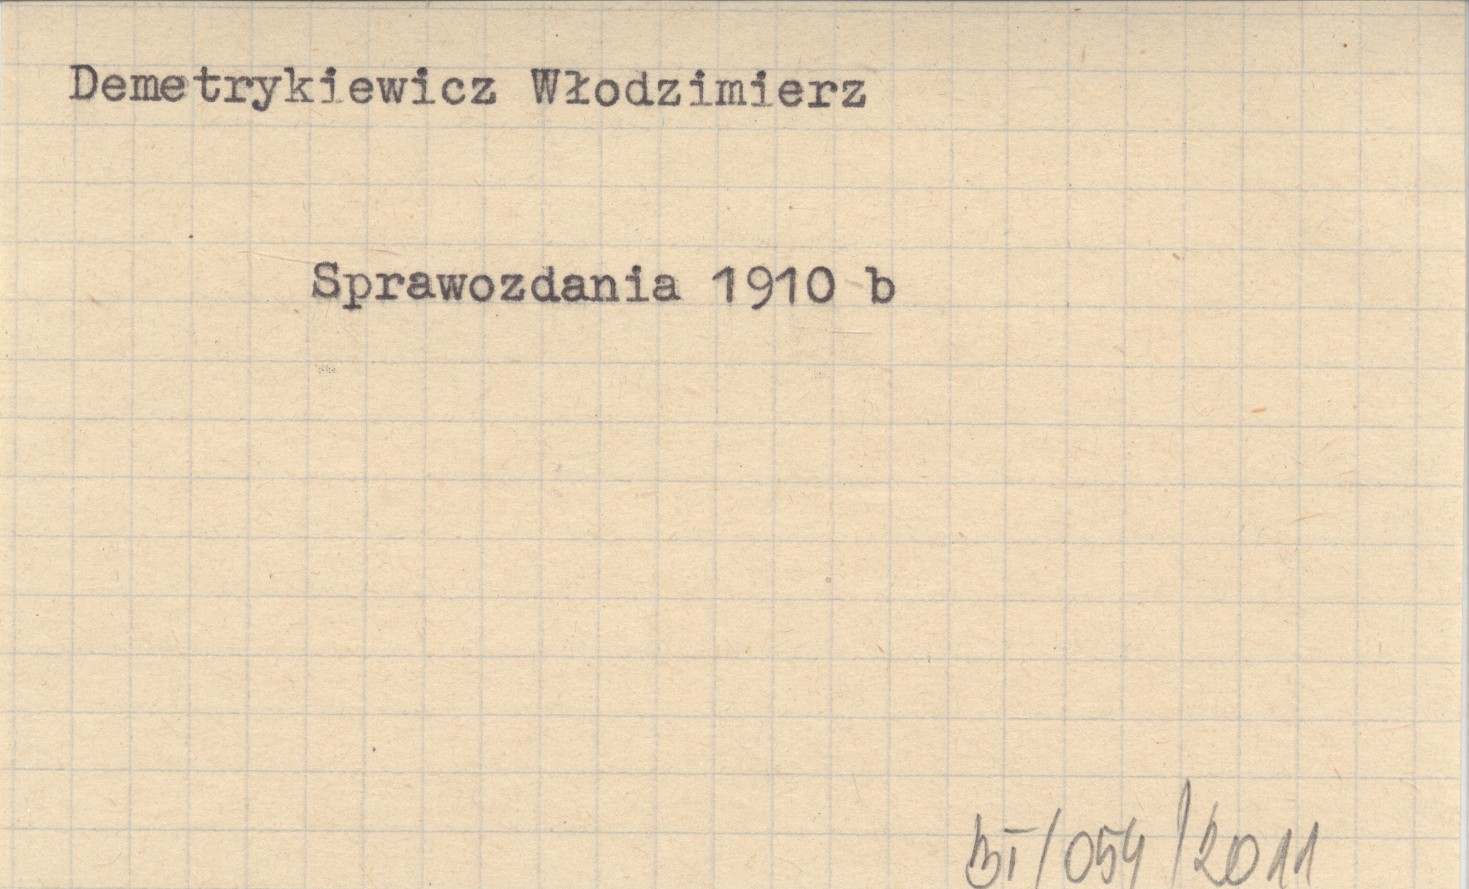 Demetrykiewicz Włodzimierz
Sprawozdania 1910 b
BI/054/2011